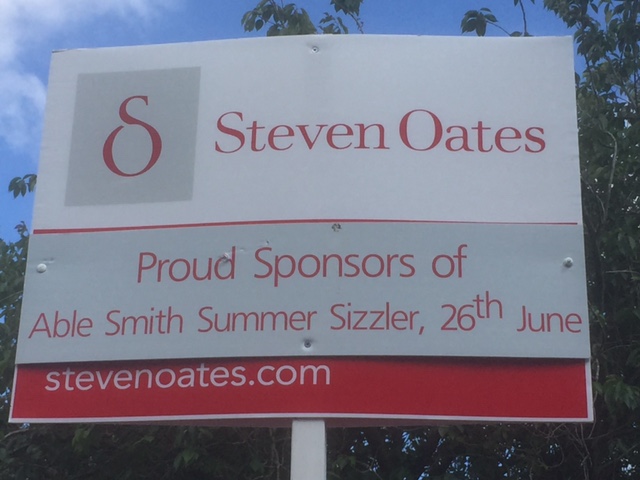 Steven Oates
Proud Sponsors of
Able Smith Summer Sizzler, 26th June
stevenoates.com